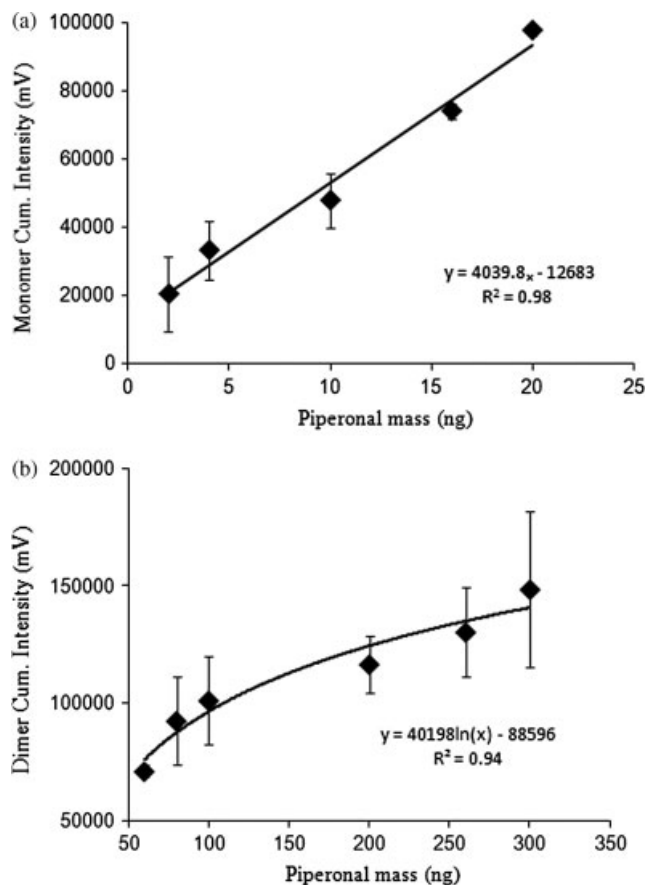 (a)
100000
80000
60000
40000
20000
0
Monomer Cum. Intensity (mV)
y = 4039.8x - 12683
R² = 0.98
0 5 10 15 20 25
Piperonal mass (ng)
(b)
200000
150000
100000
50000
Dimer Cum. Intensity (mV)
y = 40198ln(x) - 88596
R² = 0.94
50 100 150 200 250 300 350
Piperonal mass (ng)